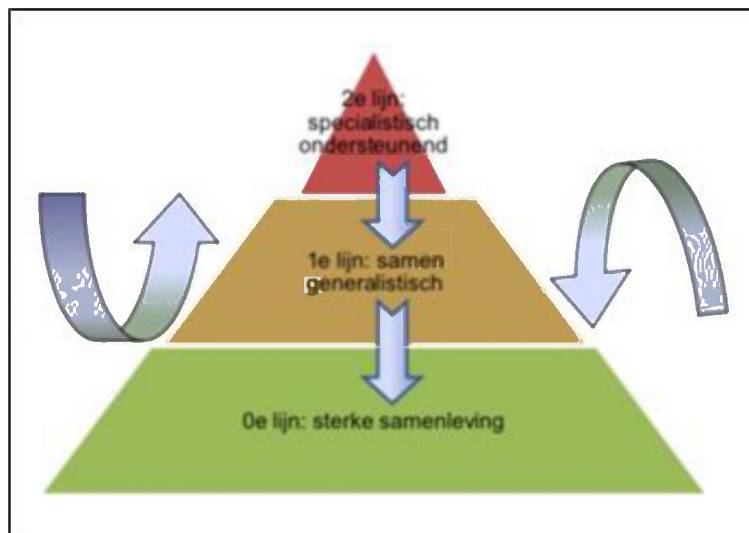 2e lijn:
specialistisch
ondersteunend
1e lijn: samen
generalistisch
0e lijn: sterke samenleving